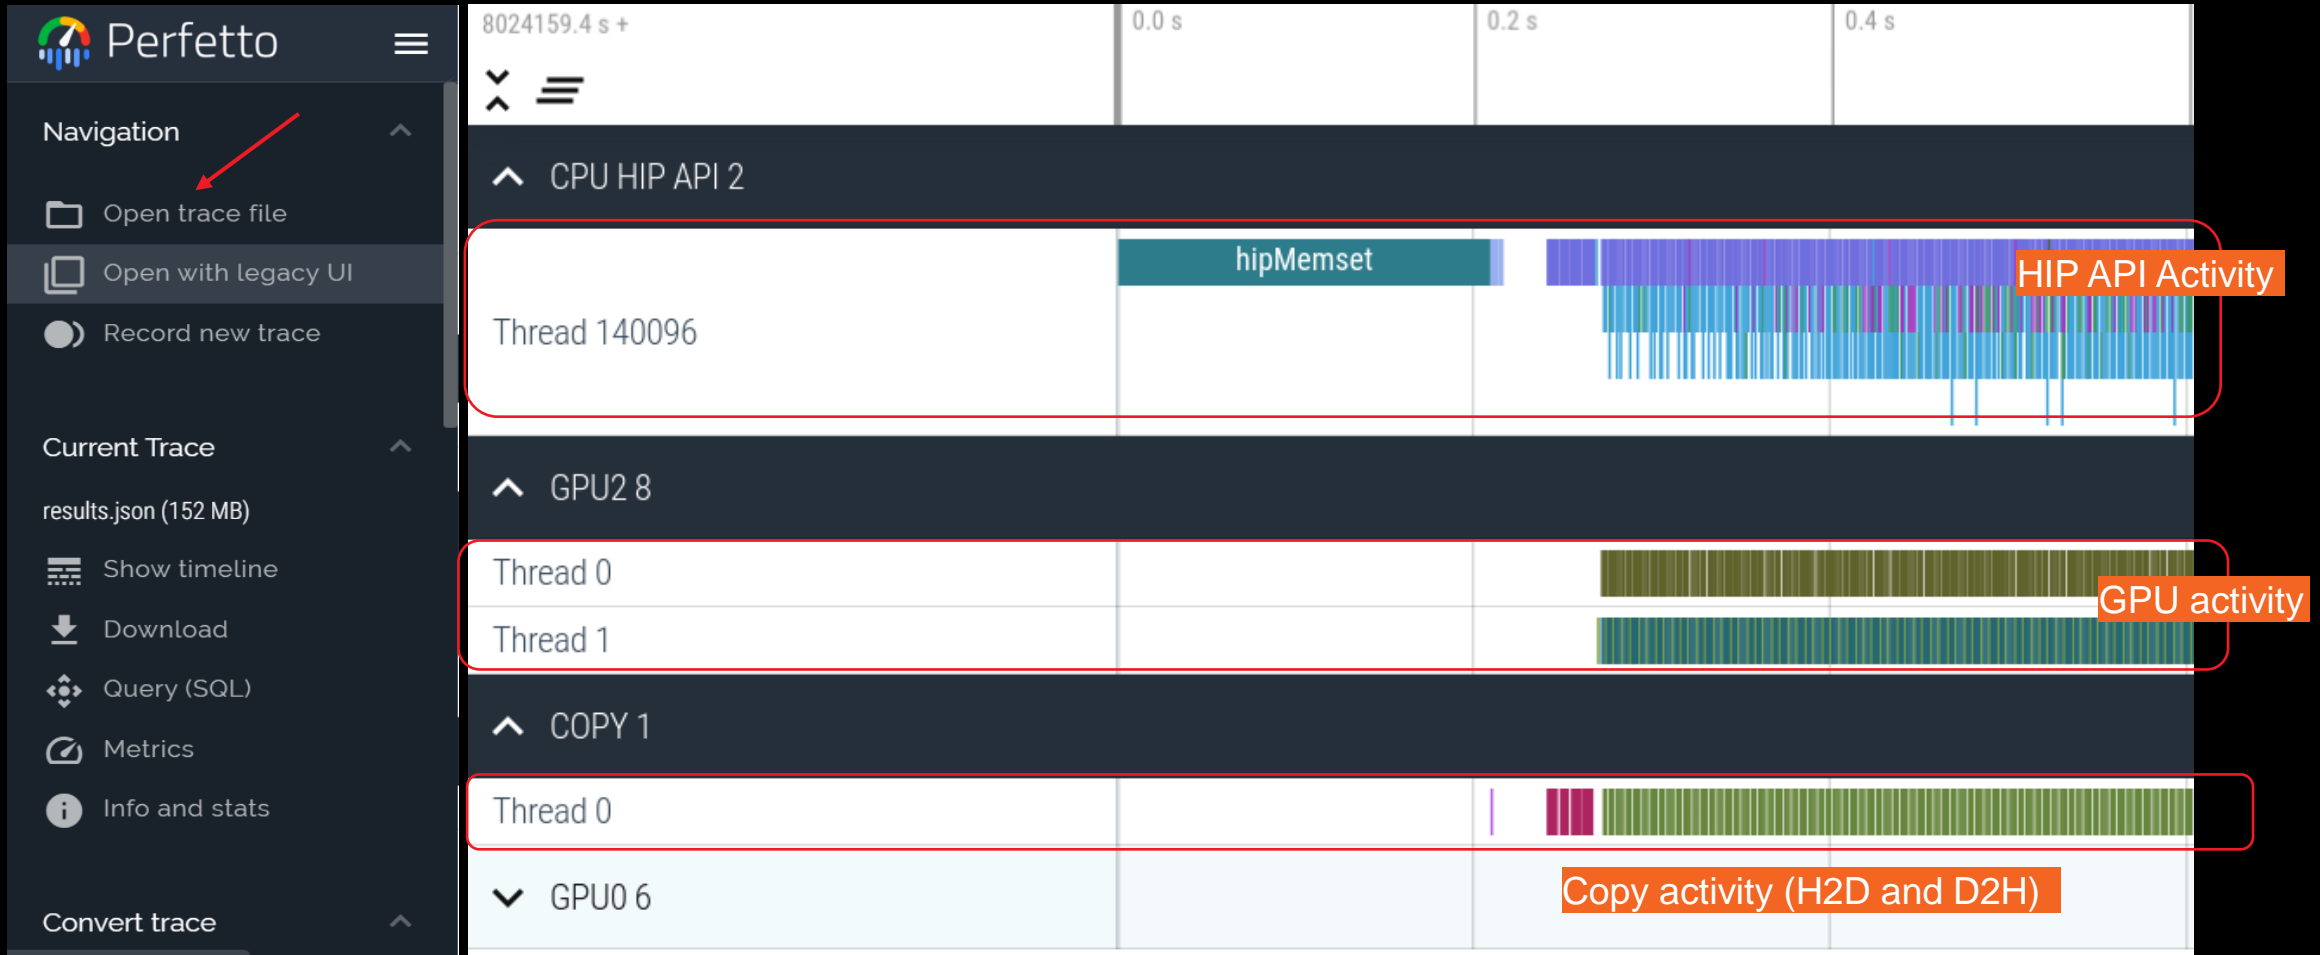 Perfetto
Navigation
Open trace file
Open with legacy UI
Record new trace
Current Trace
results.json (152 MB)
Show timeline
Download
Query (SQL)
Metrics
Info and stats
Convert trace
8024159.4 s +
0.0 s
0.2 s
0.4 s
CPU HIP API 2
hipMemset
Thread 140096
HIP API Activity
GPU2 8
Thread 0
Thread 1
GPU activity
COPY 1
Thread 0
Copy activity (H2D and D2H)
GPU0 6